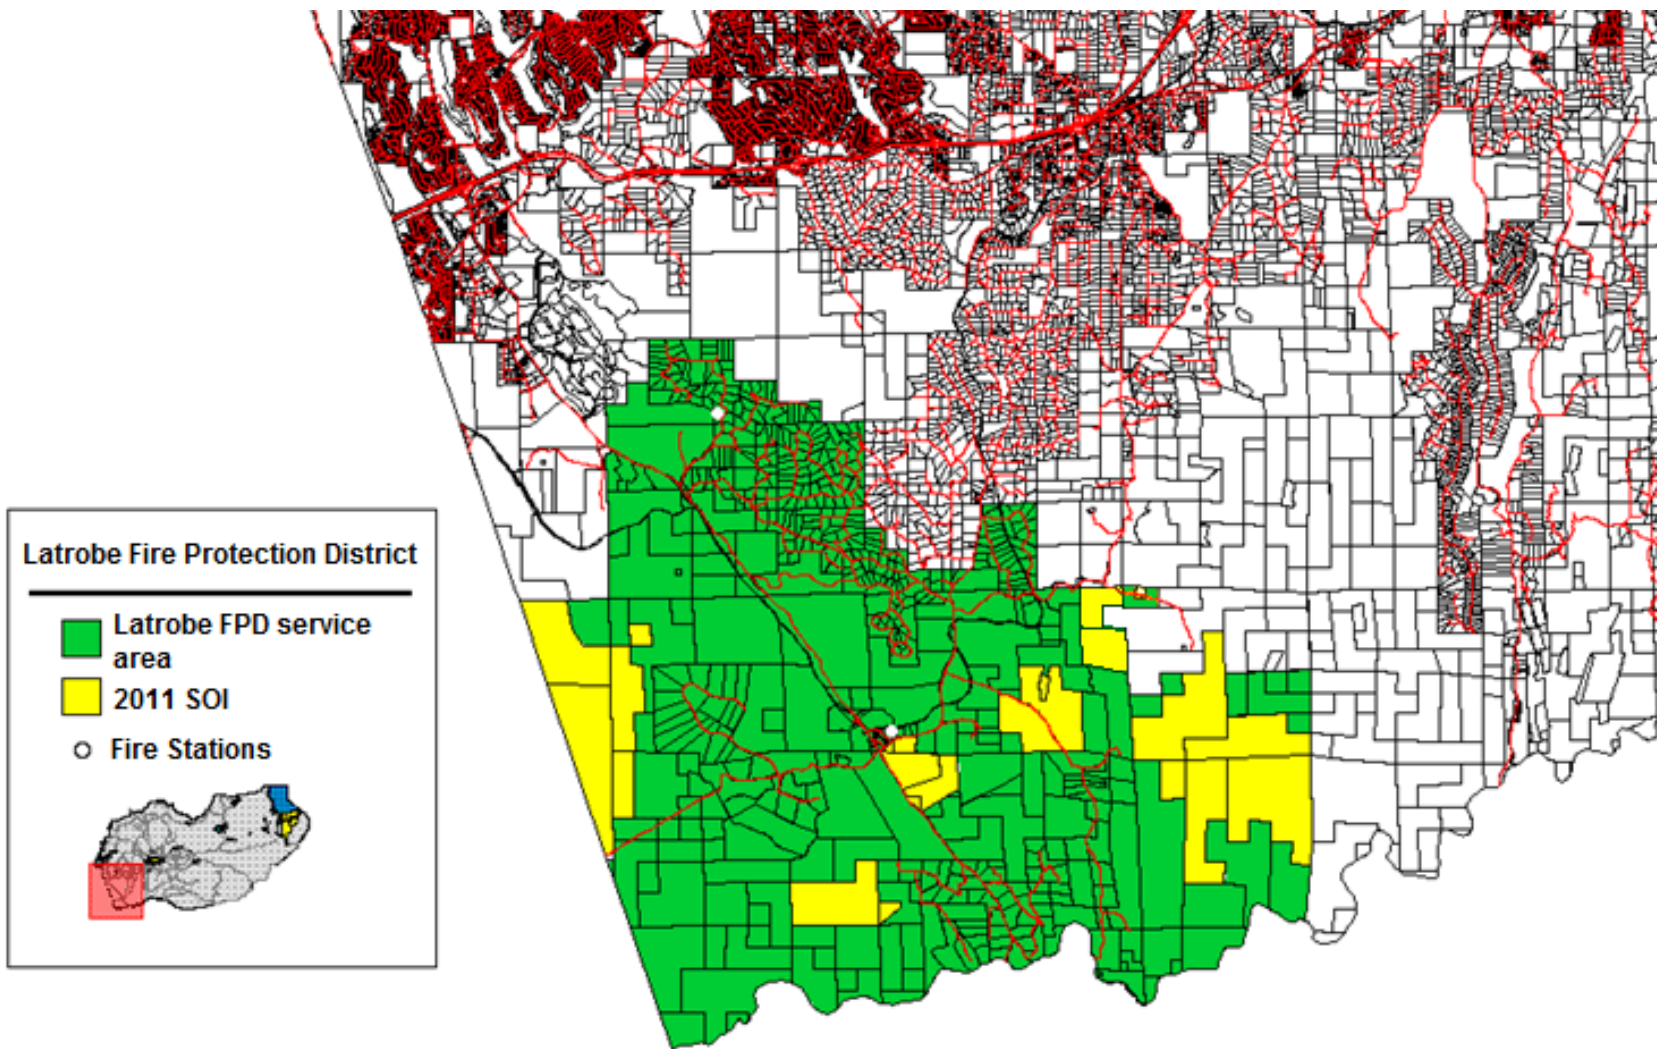 Latrobe Fire Protection District
Latrobe FPD service
area
2011 SOI
Fire Stations